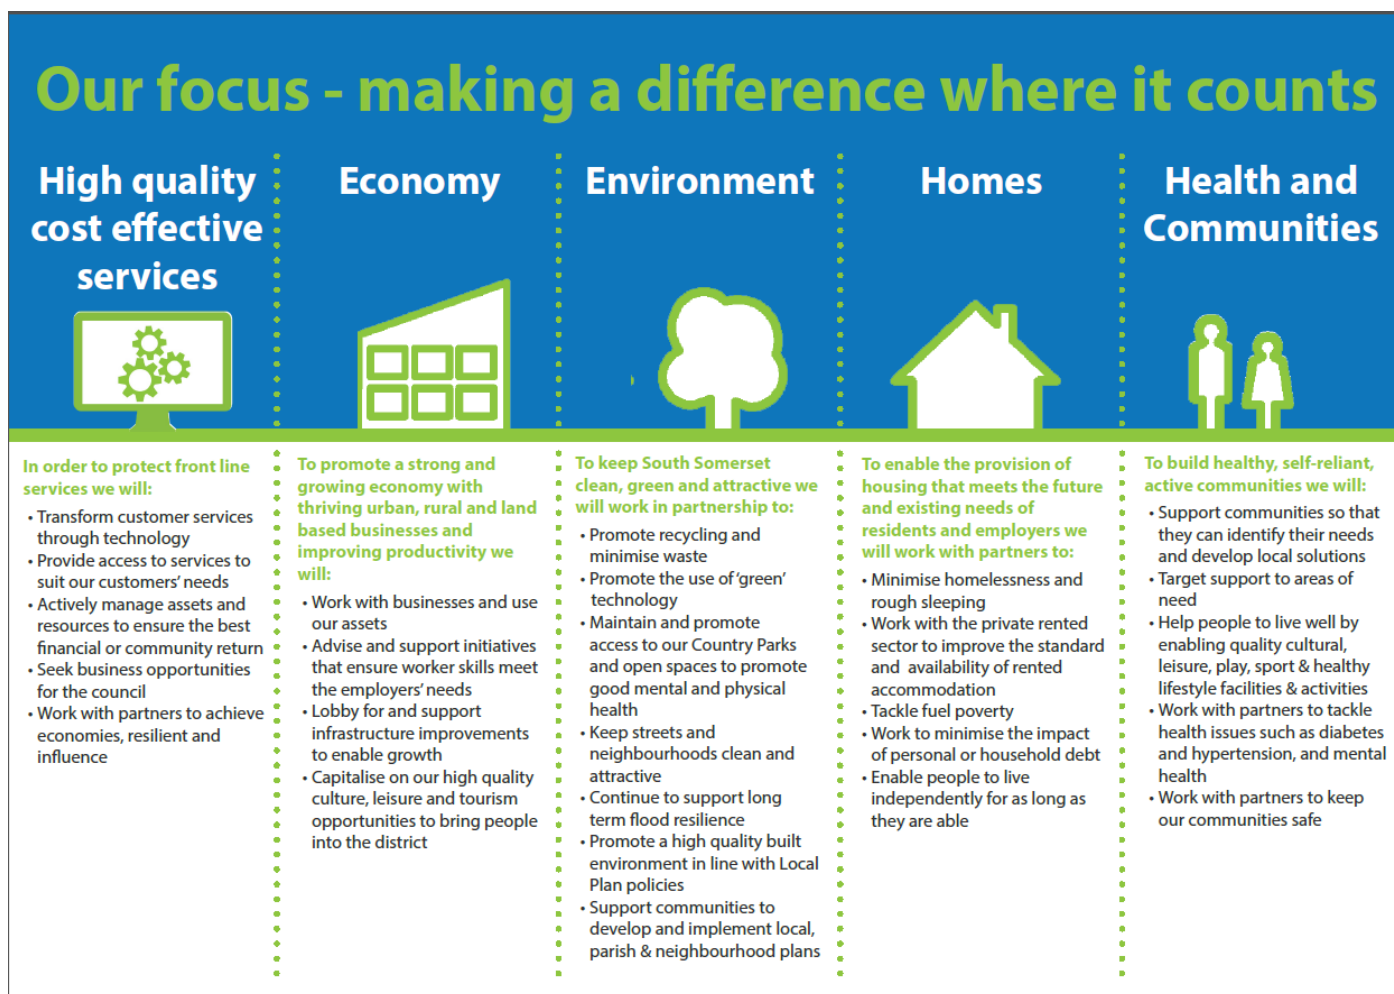 Our focus - making a difference where it counts
High quality
cost effective
services
Economy
Environment
Homes
Health and
Communities
In order to protect front line
services we will:
• Transform customer services
through technology
• Provide access to services to
suit our customers' needs
• Actively manage assets and
resources to ensure the best
financial or community return
• Seek business opportunities
for the council
• Work with partners to achieve
economies, resilient and
influence
To promote a strong and
growing economy with
thriving urban, rural and land
based businesses and
improving productivity we
will:
• Work with businesses and use
our assets
• Advise and support initiatives
that ensure worker skills meet
the employers' needs
• Lobby for and support
infrastructure improvements
to enable growth
• Capitalise on our high quality
culture, leisure and tourism
opportunities to bring people
into the district
To keep South Somerset
clean, green and attractive we
will work in partnership to:
• Promote recycling and
minimise waste
• Promote the use of 'green'
technology
• Maintain and promote
access to our Country Parks
and open spaces to promote
good mental and physical
health
• Keep streets and
neighbourhoods clean and
attractive
• Continue to support long
term flood resilience
• Promote a high quality built
environment in line with Local
Plan policies
• Support communities to
develop and implement local,
parish & neighbourhood plans
To enable the provision of
housing that meets the future
and existing needs of
residents and employers we
will work with partners to:
• Minimise homelessness and
rough sleeping
• Work with the private rented
sector to improve the standard
and availability of rented
accommodation
• Tackle fuel poverty
• Work to minimise the impact
of personal or household debt
• Enable people to live
independently for as long as
they are able
To build healthy, self-reliant,
active communities we will:
• Support communities so that
they can identify their needs
and develop local solutions
• Target support to areas of
need
• Help people to live well by
enabling quality cultural,
leisure, play, sport & healthy
lifestyle facilities & activities
• Work with partners to tackle
health issues such as diabetes
and hypertension, and mental
health
• Work with partners to keep
our communities safe